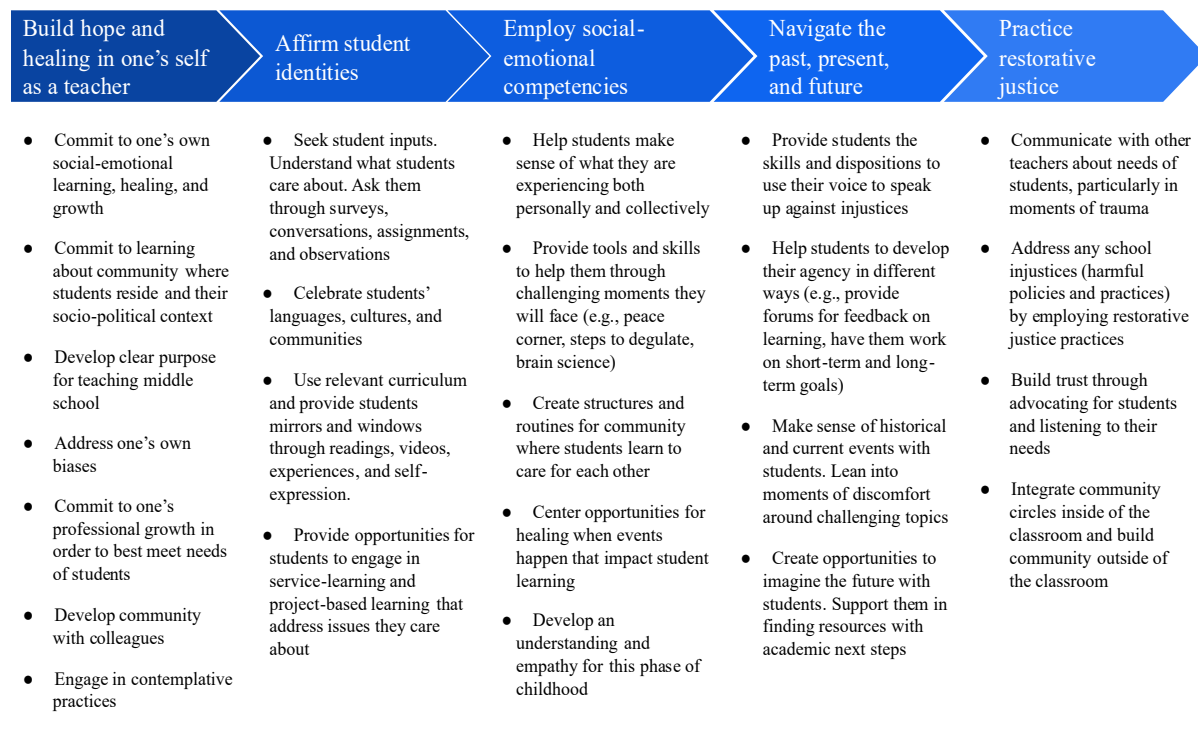 Build hope and
healing in one’s self
as a teacher
Affirm student
identities
Employ social-
emotional
competencies
Navigate the
past, present,
and future
Practice
restorative
justice
● Commit to one’s own
social-emotional
learning, healing, and
growth
● Commit to learning
about community where
students reside and their
socio-political context
● Develop clear purpose
for teaching middle
school
● Address one’s own
biases
● Commit to one’s
professional growth in
order to best meet needs
of students
● Develop community
with colleagues
● Engage in contemplative
practices
● Seek student inputs.
Understand what students
care about. Ask them
through surveys,
conversations, assignments,
and observations
● Celebrate students’
languages, cultures, and
communities
● Use relevant curriculum
and provide students
mirrors and windows
through readings, videos,
experiences, and self-
expression.
● Provide opportunities for
students to engage in
service-learning and
project-based learning that
address issues they care
about
● Help students make
sense of what they are
experiencing both
personally and collectively
● Provide tools and skills
to help them through
challenging moments they
will face (e.g., peace
corner, steps to degulate,
brain science)
● Create structures and
routines for community
where students learn to
care for each other
● Center opportunities for
healing when events
happen that impact student
learning
● Develop an
understanding and
empathy for this phase of
childhood
● Provide students the
skills and dispositions to
use their voice to speak
up against injustices
● Help students to develop
their agency in different
ways (e.g., provide
forums for feedback on
learning, have them work
on short-term and long-
term goals)
● Make sense of historical
and current events with
students. Lean into
moments of discomfort
around challenging topics
● Create opportunities to
imagine the future with
students. Support them in
finding resources with
academic next steps
● Communicate with other
teachers about needs of
students, particularly in
moments of trauma
● Address any school
injustices (harmful
policies and practices)
by employing restorative
justice practices
● Build trust through
advocating for students
and listening to their
needs
● Integrate community
circles inside of the
classroom and build
community outside of
the classroom